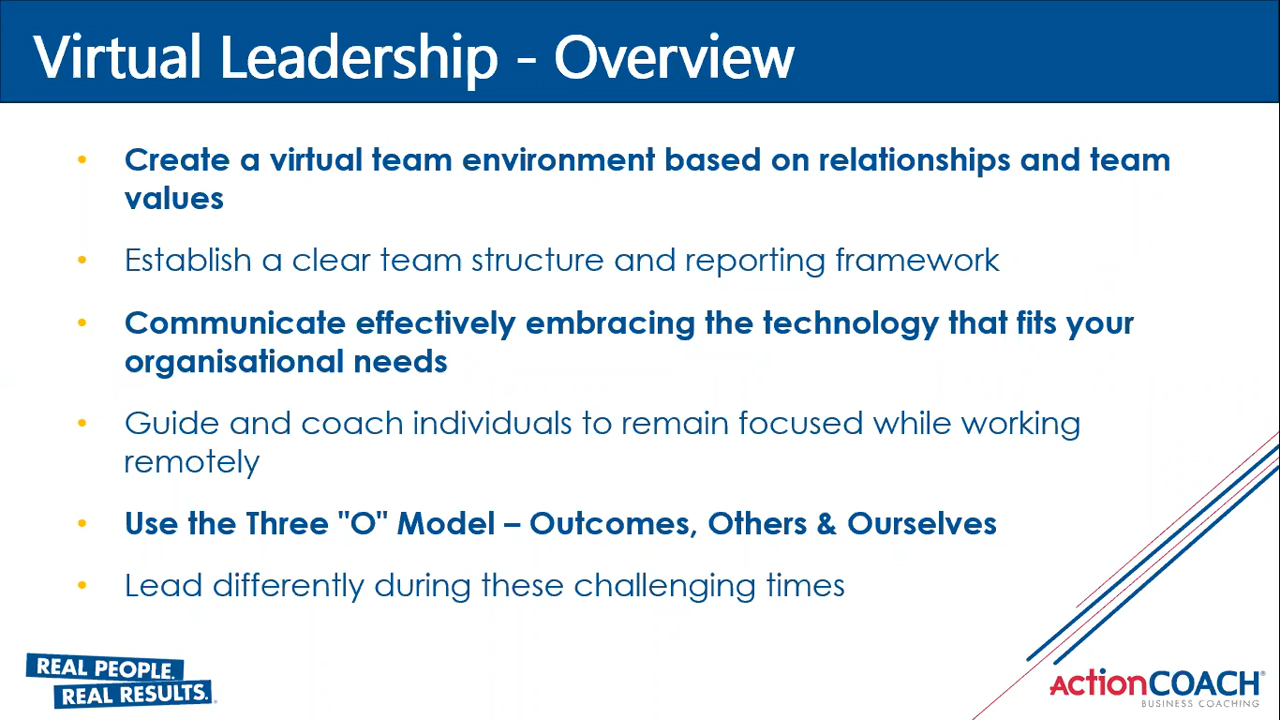 Virtual Leadership - Overview
• Create a virtual team environment based on relationships and team
values
• Establish a clear team structure and reporting framework
• Communicate effectively embracing the technology that fits your
organisational needs
• Guide and coach individuals to remain focused while working
remotely
• Use the Three "O" Model – Outcomes, Others & Ourselves
• Lead differently during these challenging times
REAL PEOPLE.
REAL RESULTS.
ActionCOACH®
BUSINESS COACHING